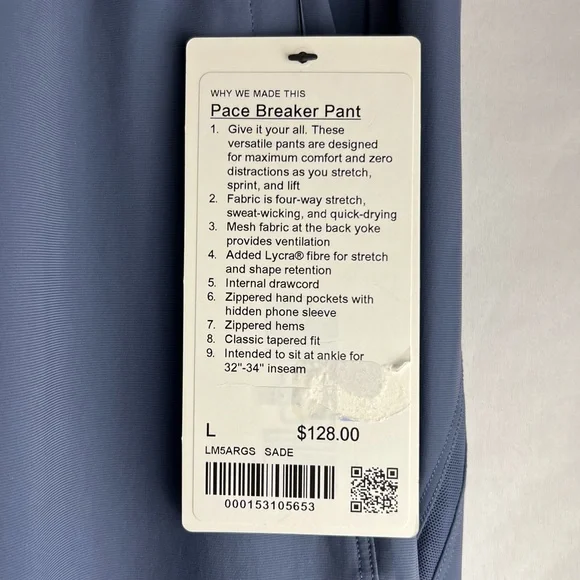 WHY WE MADE THIS
Pace Breaker Pant
1. Give it your all. These
versatile pants are designed
for maximum comfort and zero
distractions as you stretch,
sprint, and lift
2. Fabric is four-way stretch,
sweat-wicking, and quick-drying
3. Mesh fabric at the back yoke
provides ventilation
4. Added Lycra® fibre for stretch
and shape retention
5. Internal drawcord
6. Zippered hand pockets with
hidden phone sleeve
7. Zippered hems
8. Classic tapered fit
9. Intended to sit at ankle for
32"-34" inseam
L $128.00
LM5ARGS SADE
000153105653